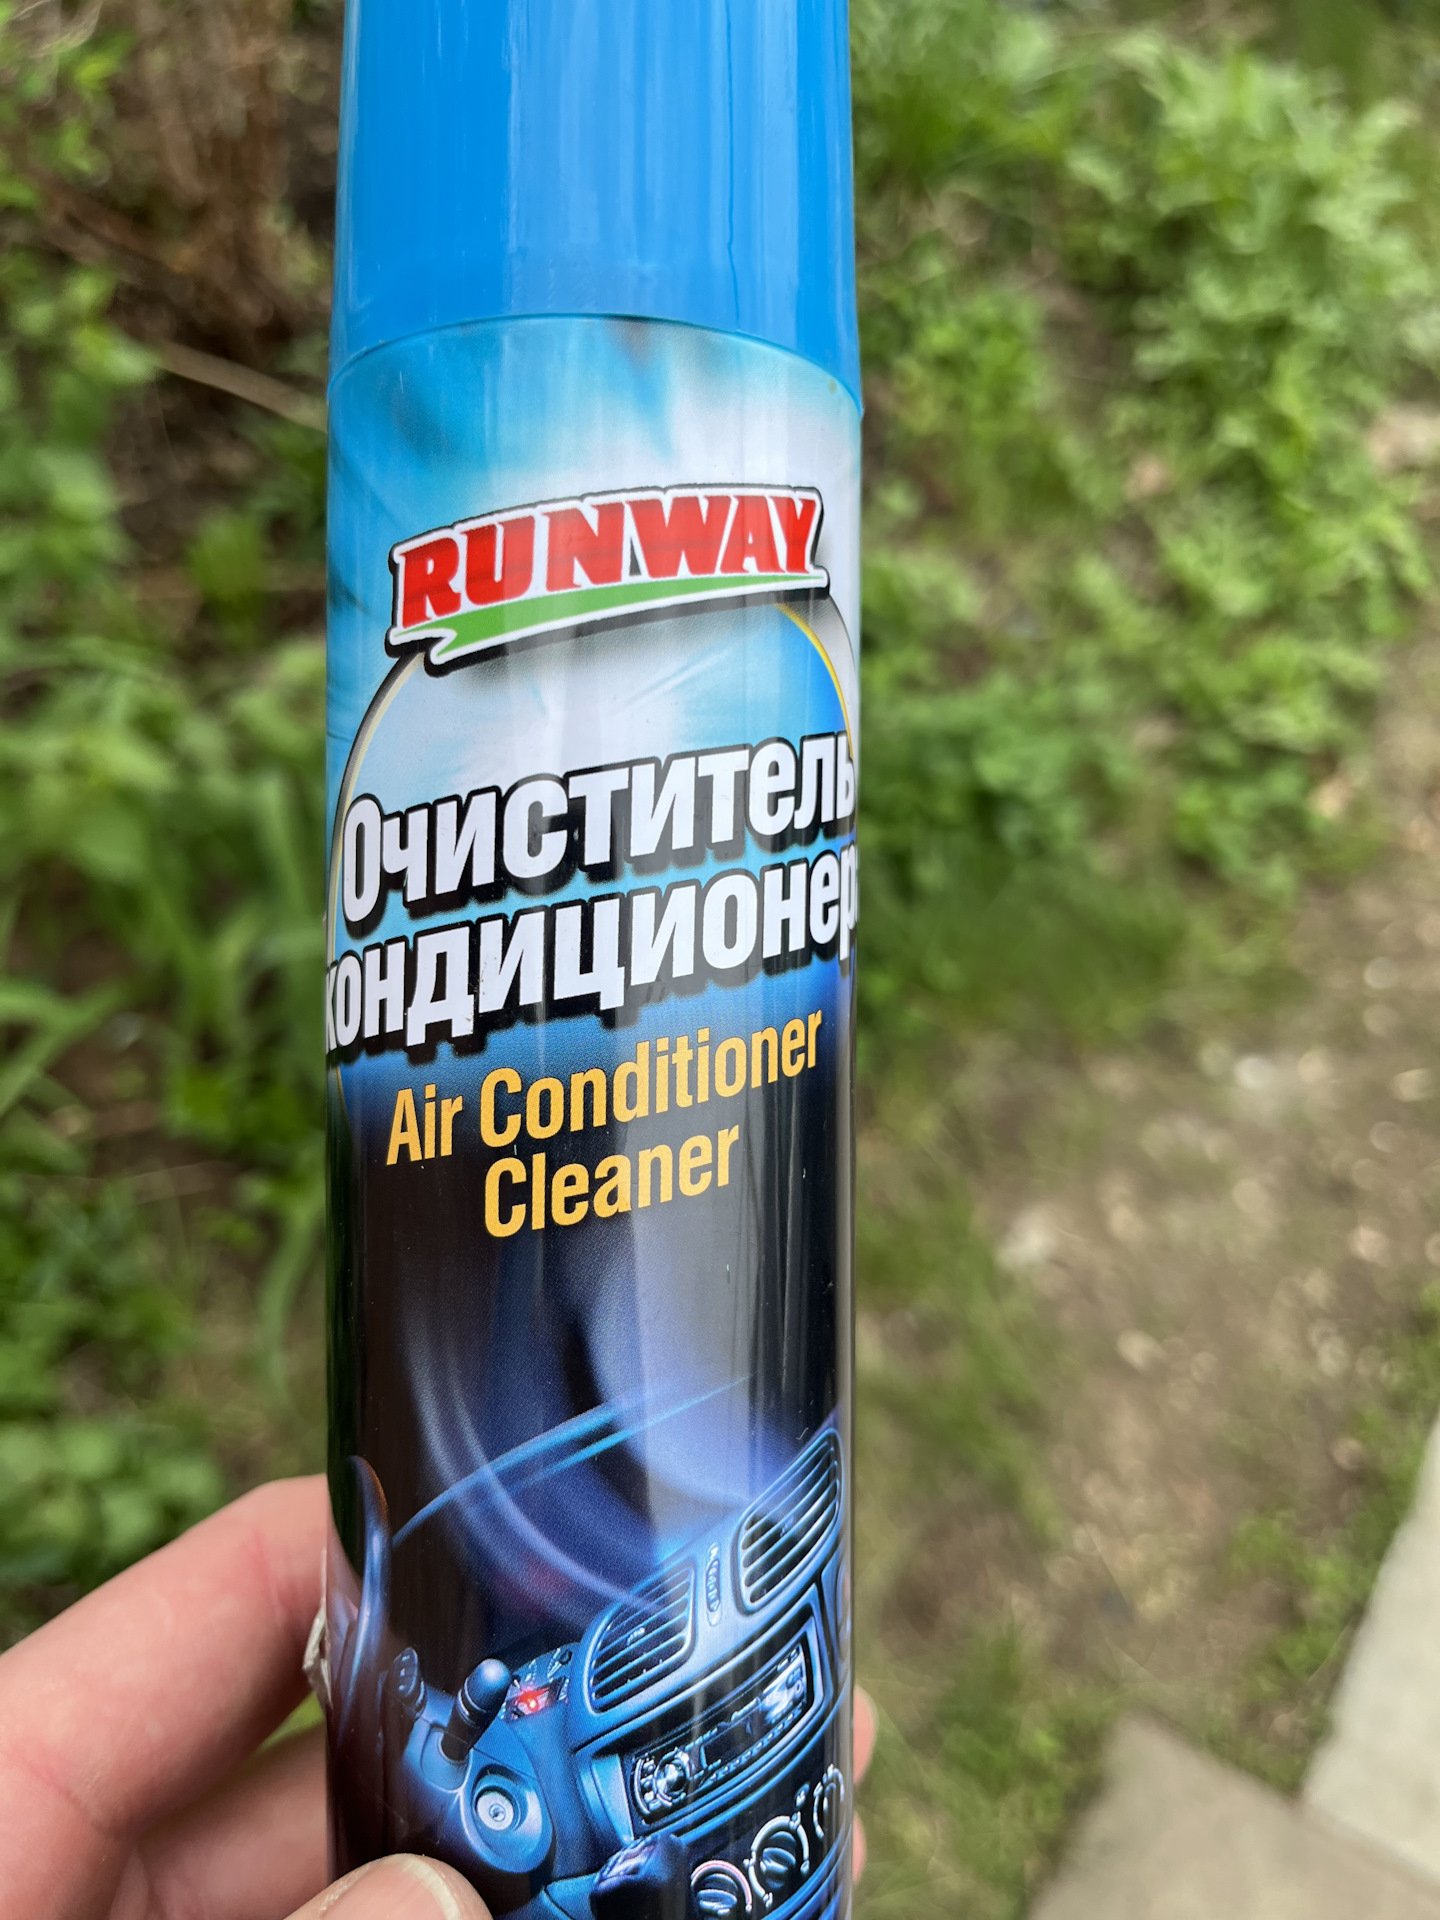 RUNWAY
Очиститель
кондиционера
Air Conditioner
Cleaner